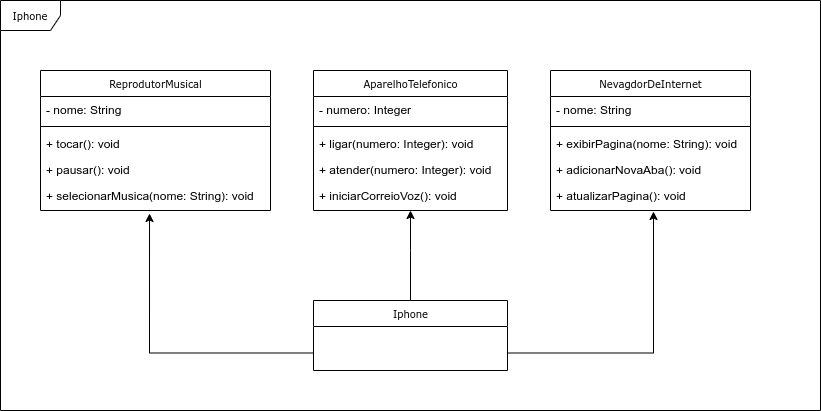 Iphone
ReprodutorMusical
- nome: String
+ tocar(): void
+ pausar(): void
+ selecionarMusica(nome: String): void
AparelhoTelefonico
- numero: Integer
+ ligar(numero: Integer): void
+ atender(numero: Integer): void
+ iniciarCorreioVoz(): void
NevagdorDeInternet
- nome: String
+ exibirPagina(nome: String): void
+ adicionarNovaAba(): void
+ atualizarPagina(): void
Iphone